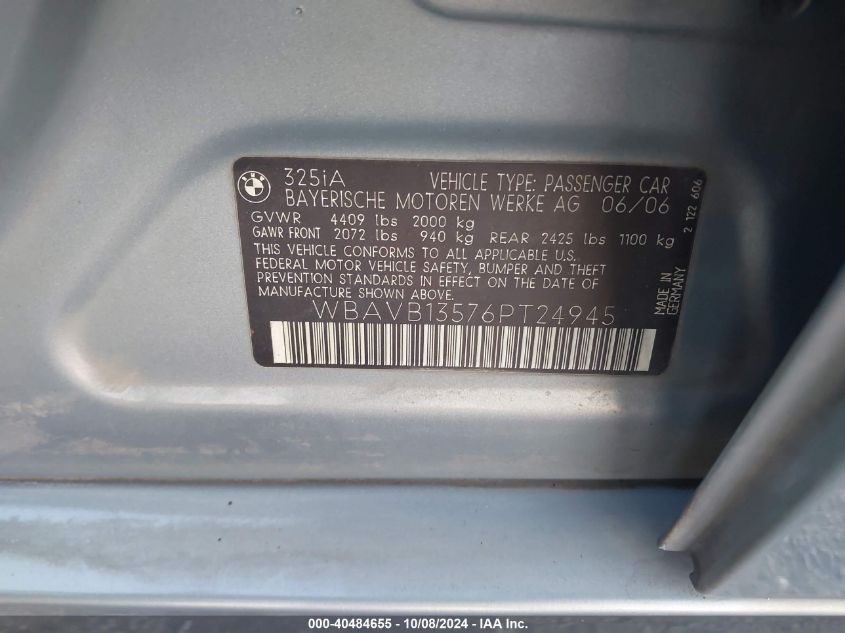 BMW
325iA VEHICLE TYPE: PASSENGER CAR
BAYERISCHE MOTOREN WERKE AG 06/06
GVWR 4409 lbs 2000 kg
GAWR FRONT 2072 lbs 940 kg REAR 2425 lbs 1100 kg
THIS VEHICLE CONFORMS TO ALL APPLICABLE U.S.
FEDERAL MOTOR VEHICLE SAFETY, BUMPER AND THEFT
PREVENTION STANDARDS IN EFFECT ON THE DATE OF
MANUFACTURE SHOWN ABOVE.
WBAVB13576PT24945
MADE IN
GERMANY
2 122 606
000-40484655 - 10/08/2024 - IAA Inc.